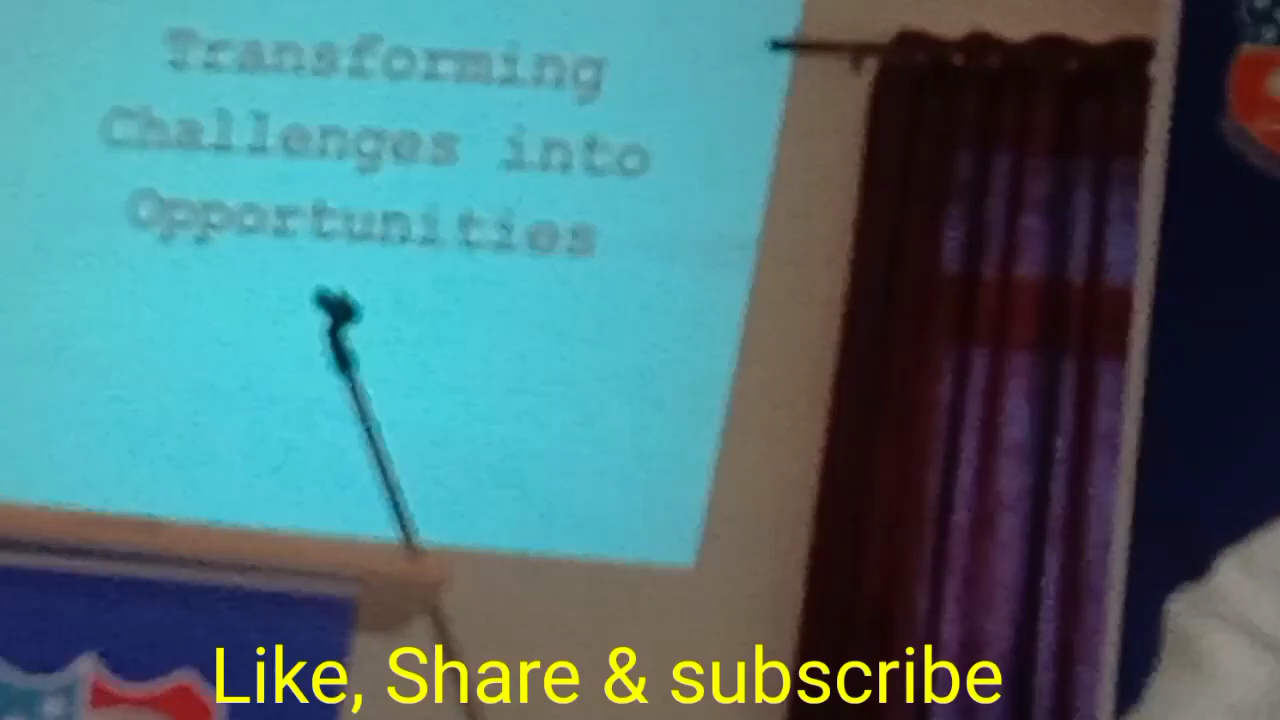 Transforming
Challenges into
Opportunities
Like, Share & subscribe